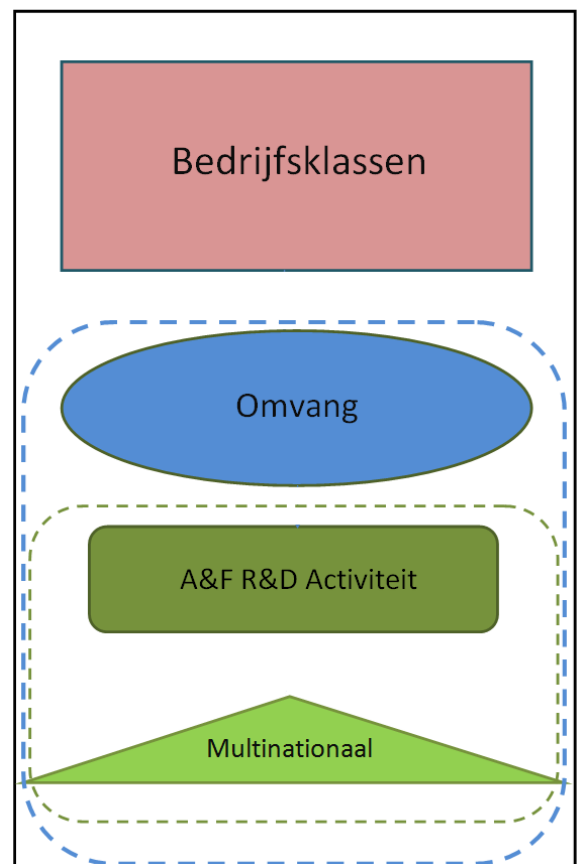 Bedrijfsklassen
Omvang
A&F R&D Activiteit
Multinationaal